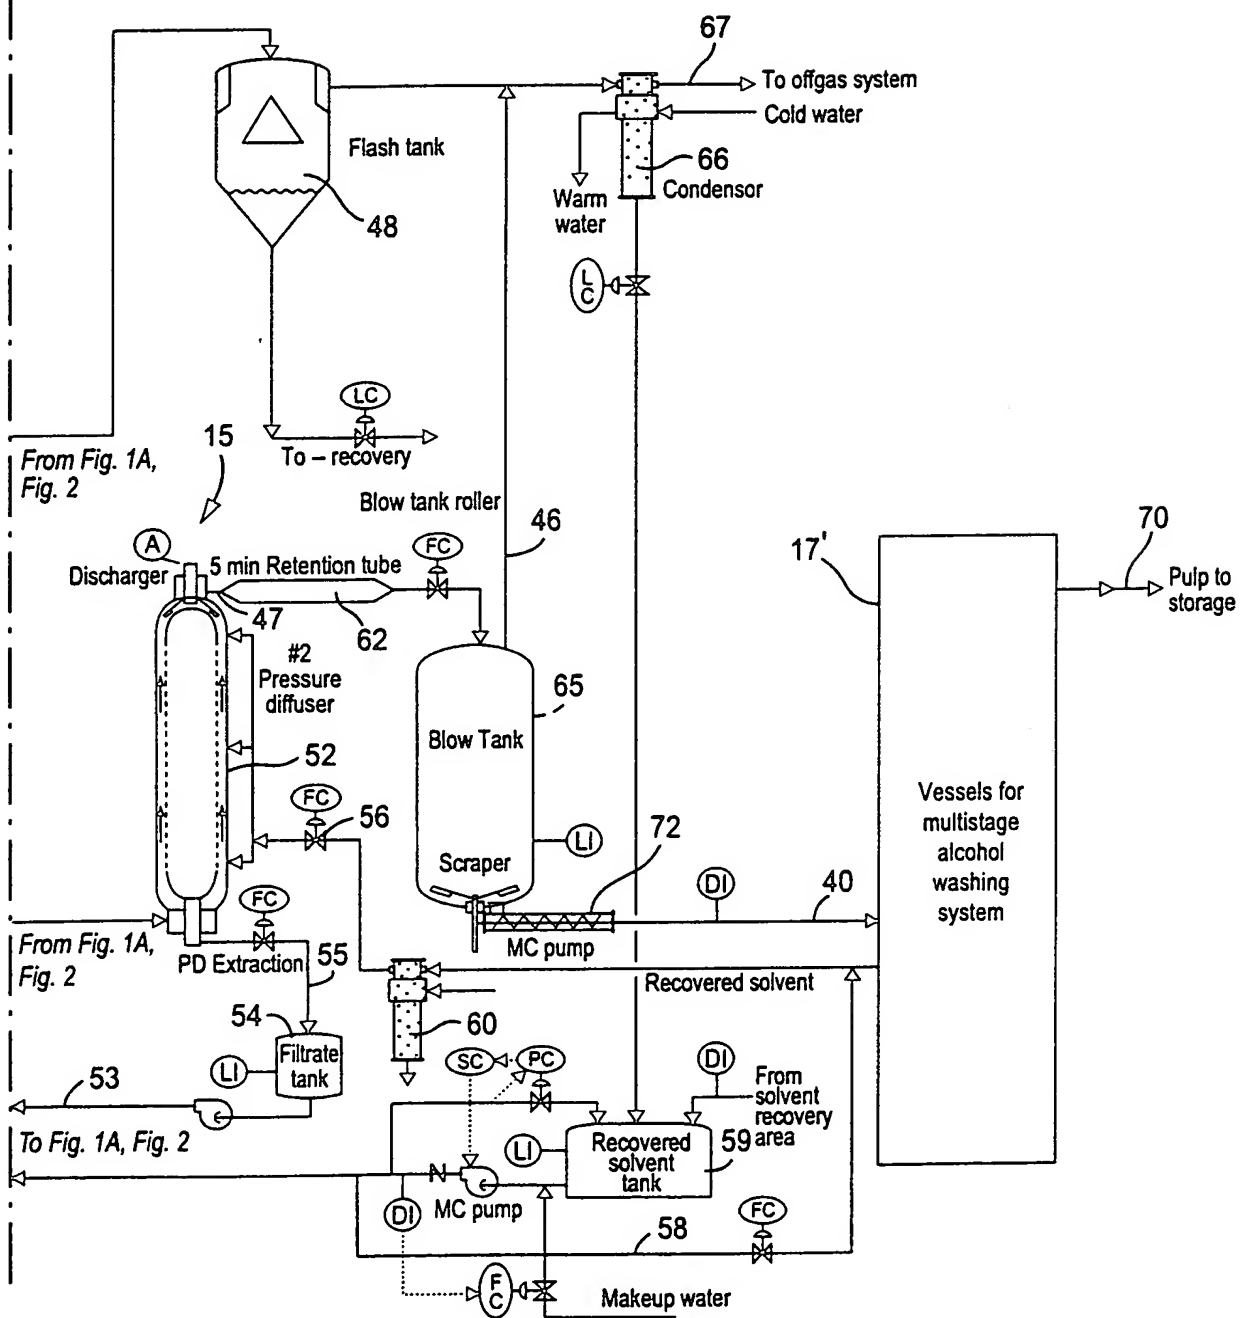 67
To offgas system
Cold water
Flash tank
66
Condensor
Warm
water
48
L
C
LC
To – recovery
From Fig. 1A,
Fig. 2
15
Blow tank roller
46
A
Discharger
5 min Retention tube
FC
47
62
17'
70
Pulp to
storage
#2
Pressure
diffuser
65
Blow Tank
52
FC
56
LI
72
Scraper
DI
40
Vessels for
multistage
alcohol
washing
system
FC
MC pump
From Fig. 1A,
Fig. 2
PD Extraction
55
Recovered solvent
54
Filtrate
tank
LI
60
SC
PC
DI
From
solvent
recovery
area
53
To Fig. 1A, Fig. 2
LI
Recovered
solvent
tank
59
MC pump
DI
FC
58
F
C
Makeup water